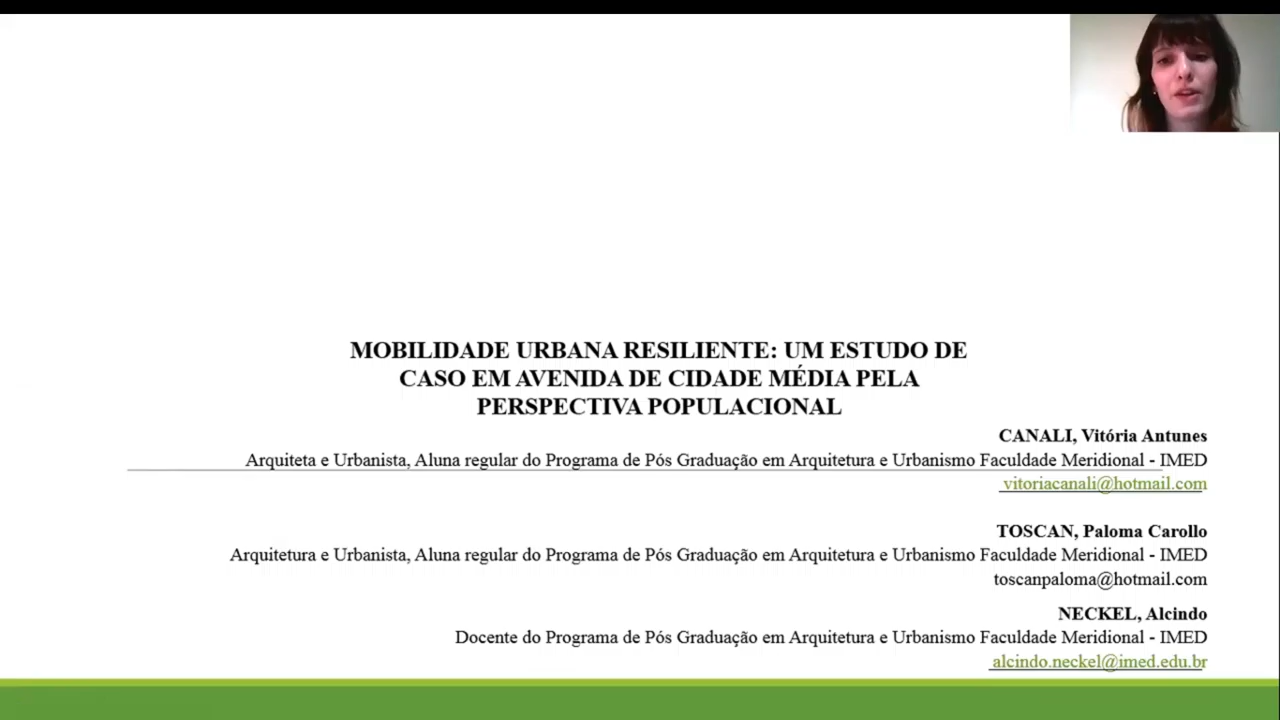 MOBILIDADE URBANA RESILIENTE: UM ESTUDO DE
CASO EM AVENIDA DE CIDADE MÉDIA PELA
PERSPECTIVA POPULACIONAL
CANALI, Vitória Antunes
Arquiteta e Urbanista, Aluna regular do Programa de Pós Graduação em Arquitetura e Urbanismo Faculdade Meridional - IMED
vitoriacanali@hotmail.com
TOSCAN, Paloma Carollo
Arquitetura e Urbanista, Aluna regular do Programa de Pós Graduação em Arquitetura e Urbanismo Faculdade Meridional - IMED
toscanpaloma@hotmail.com
NECKEL, Alcindo
Docente do Programa de Pós Graduação em Arquitetura e Urbanismo Faculdade Meridional - IMED
alcindo.neckel@imed.edu.br